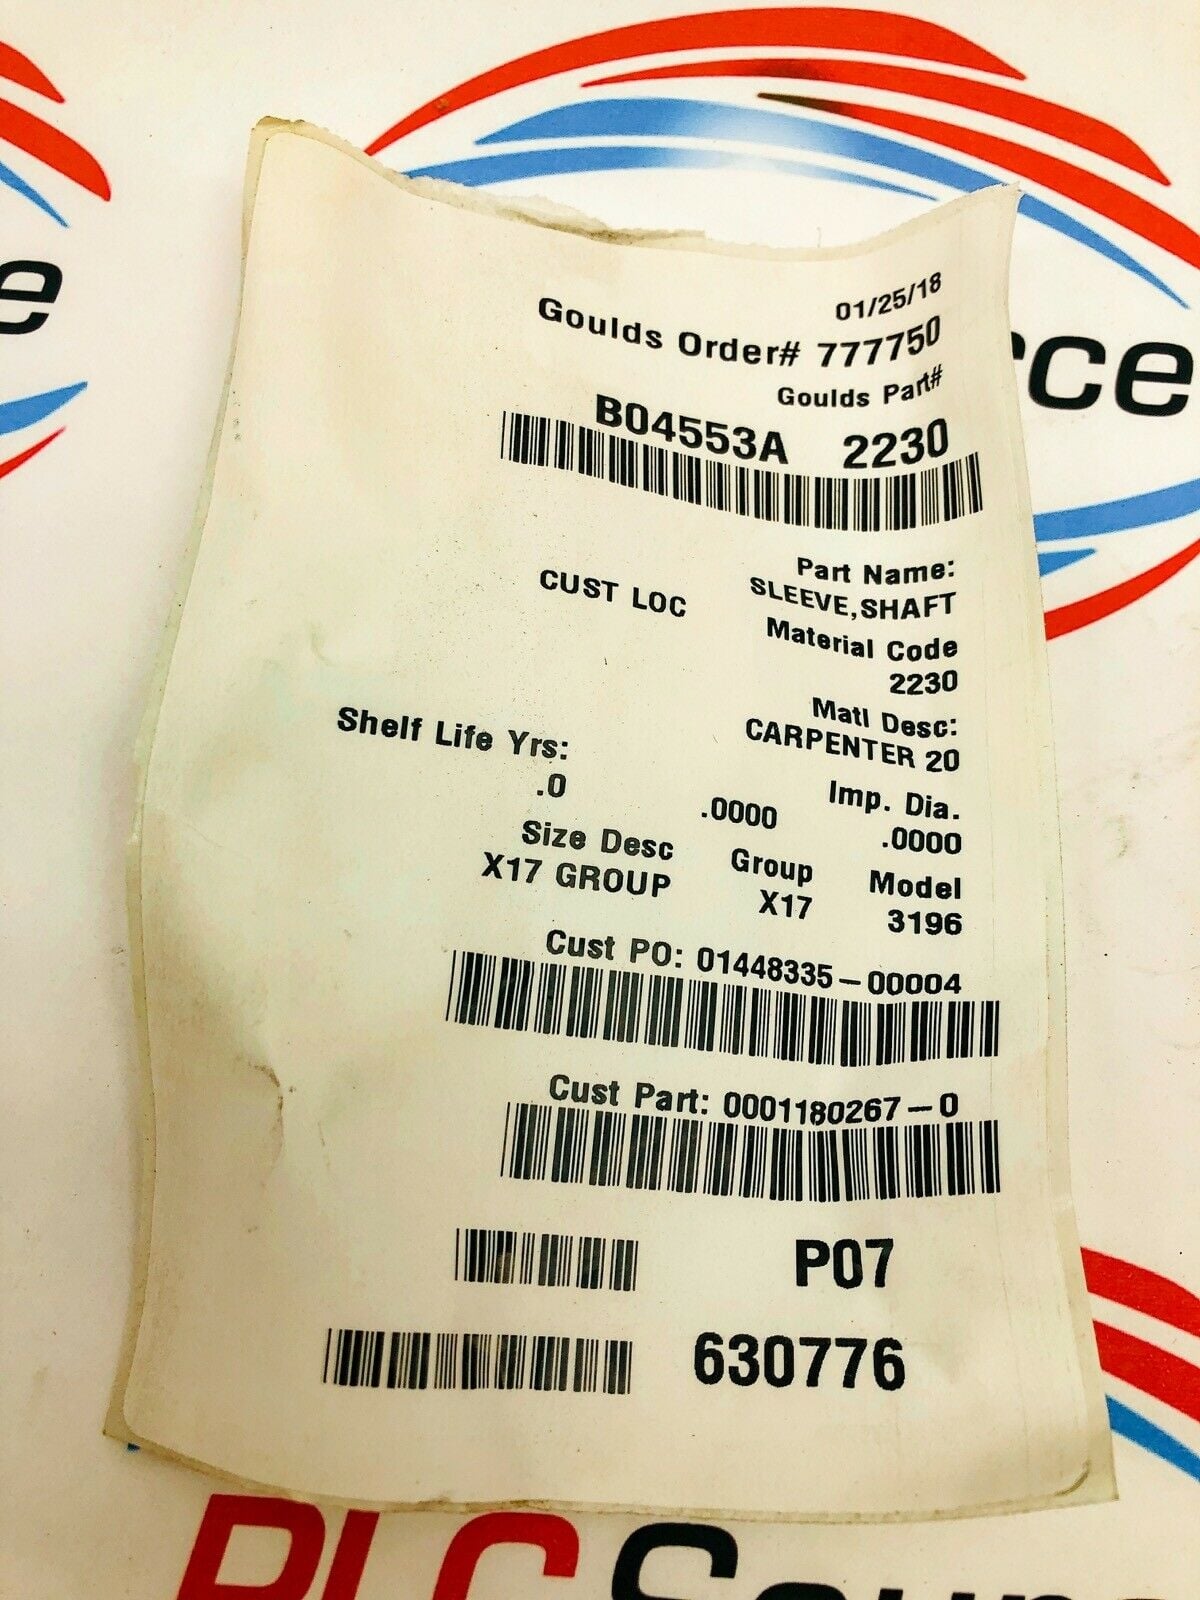 01/25/18
Goulds Order# 777750
Goulds Part#
B04553A 2230
Part Name:
CUST LOC SLEEVE,SHAFT
Material Code
2230
Matl Desc:
Shelf Life Yrs: CARPENTER 20
Imp. Dia.
.0 .0000 .0000
Size Desc Group Model
X17 GROUP X17 3196
Cust PO: 01448335-00004
Cust Part: 0001180267-0
P07
630776
e
rce
PLCSource